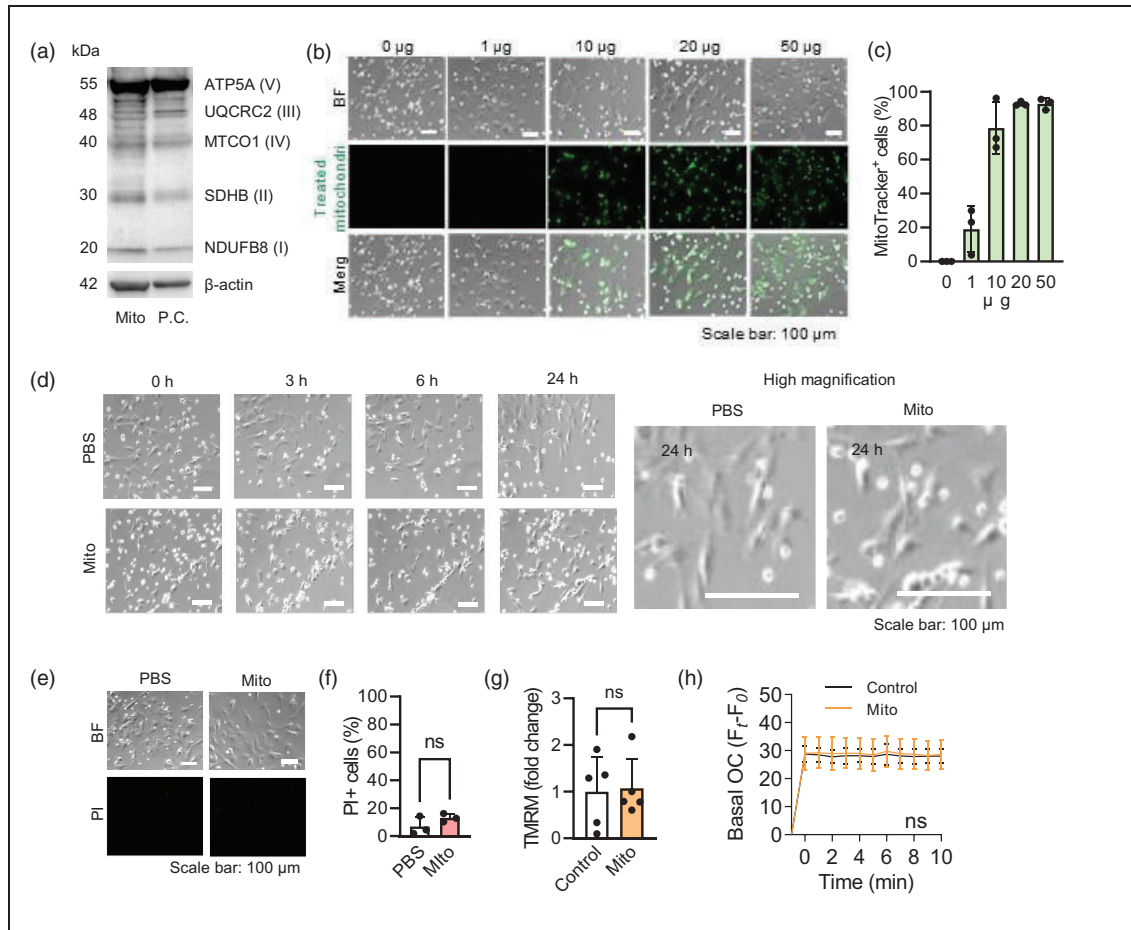 (a)
kDa
55 ATP5A (V)
48 UQCRC2 (III)
40 MTCO1 (IV)
30 SDHB (II)
20 NDUFB8 (I)
42 β-actin
Mito P.C.
(b)
0 µg 1 µg 10 µg 20 µg 50 µg
BF
Treated
mitochondri
Merg
Scale bar: 100 µm
(c)
MitoTracker+ cells (%)
100
80
60
40
20
0
0 1 10 20 50
µ g
(d)
0 h 3 h 6 h 24 h
PBS
Mito
High magnification
PBS Mito
24 h 24 h
Scale bar: 100 µm
(e)
PBS Mito
BF
PI
Scale bar: 100 µm
(f)
PI+ cells (%)
100
80
60
40
20
0
ns
PBS MIto
(g)
TMRM (fold change)
3
2
1
0
ns
Control Mito
(h)
Basal OC (Ft-F0)
50
40
30
20
10
0
Control
Mito
ns
0 2 4 6 8 10
Time (min)